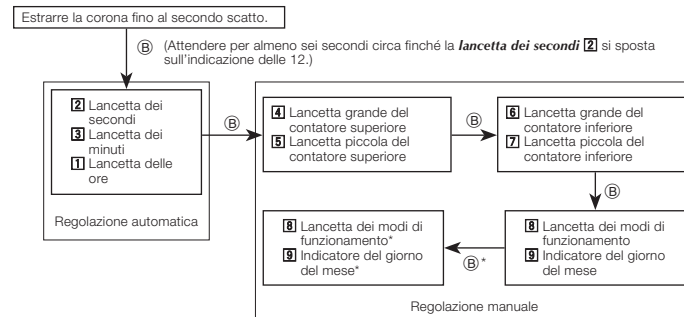 Estrarre la corona fino al secondo scatto.
Ⓑ (Attendere per almeno sei secondi circa finché la lancetta dei secondi 2 si sposta
sull'indicazione delle 12.)
2 Lancetta dei
secondi
3 Lancetta dei
minuti
1 Lancetta delle
ore
Regolazione automatica
Ⓑ
4 Lancetta grande del
contatore superiore
5 Lancetta piccola del
contatore superiore
Ⓑ
6 Lancetta grande del
contatore inferiore
7 Lancetta piccola del
contatore inferiore
Ⓑ
8 Lancetta dei modi di
funzionamento
9 Indicatore del giorno
del mese
Ⓑ*
8 Lancetta dei modi di
funzionamento*
9 Indicatore del giorno
del mese*
Regolazione manuale